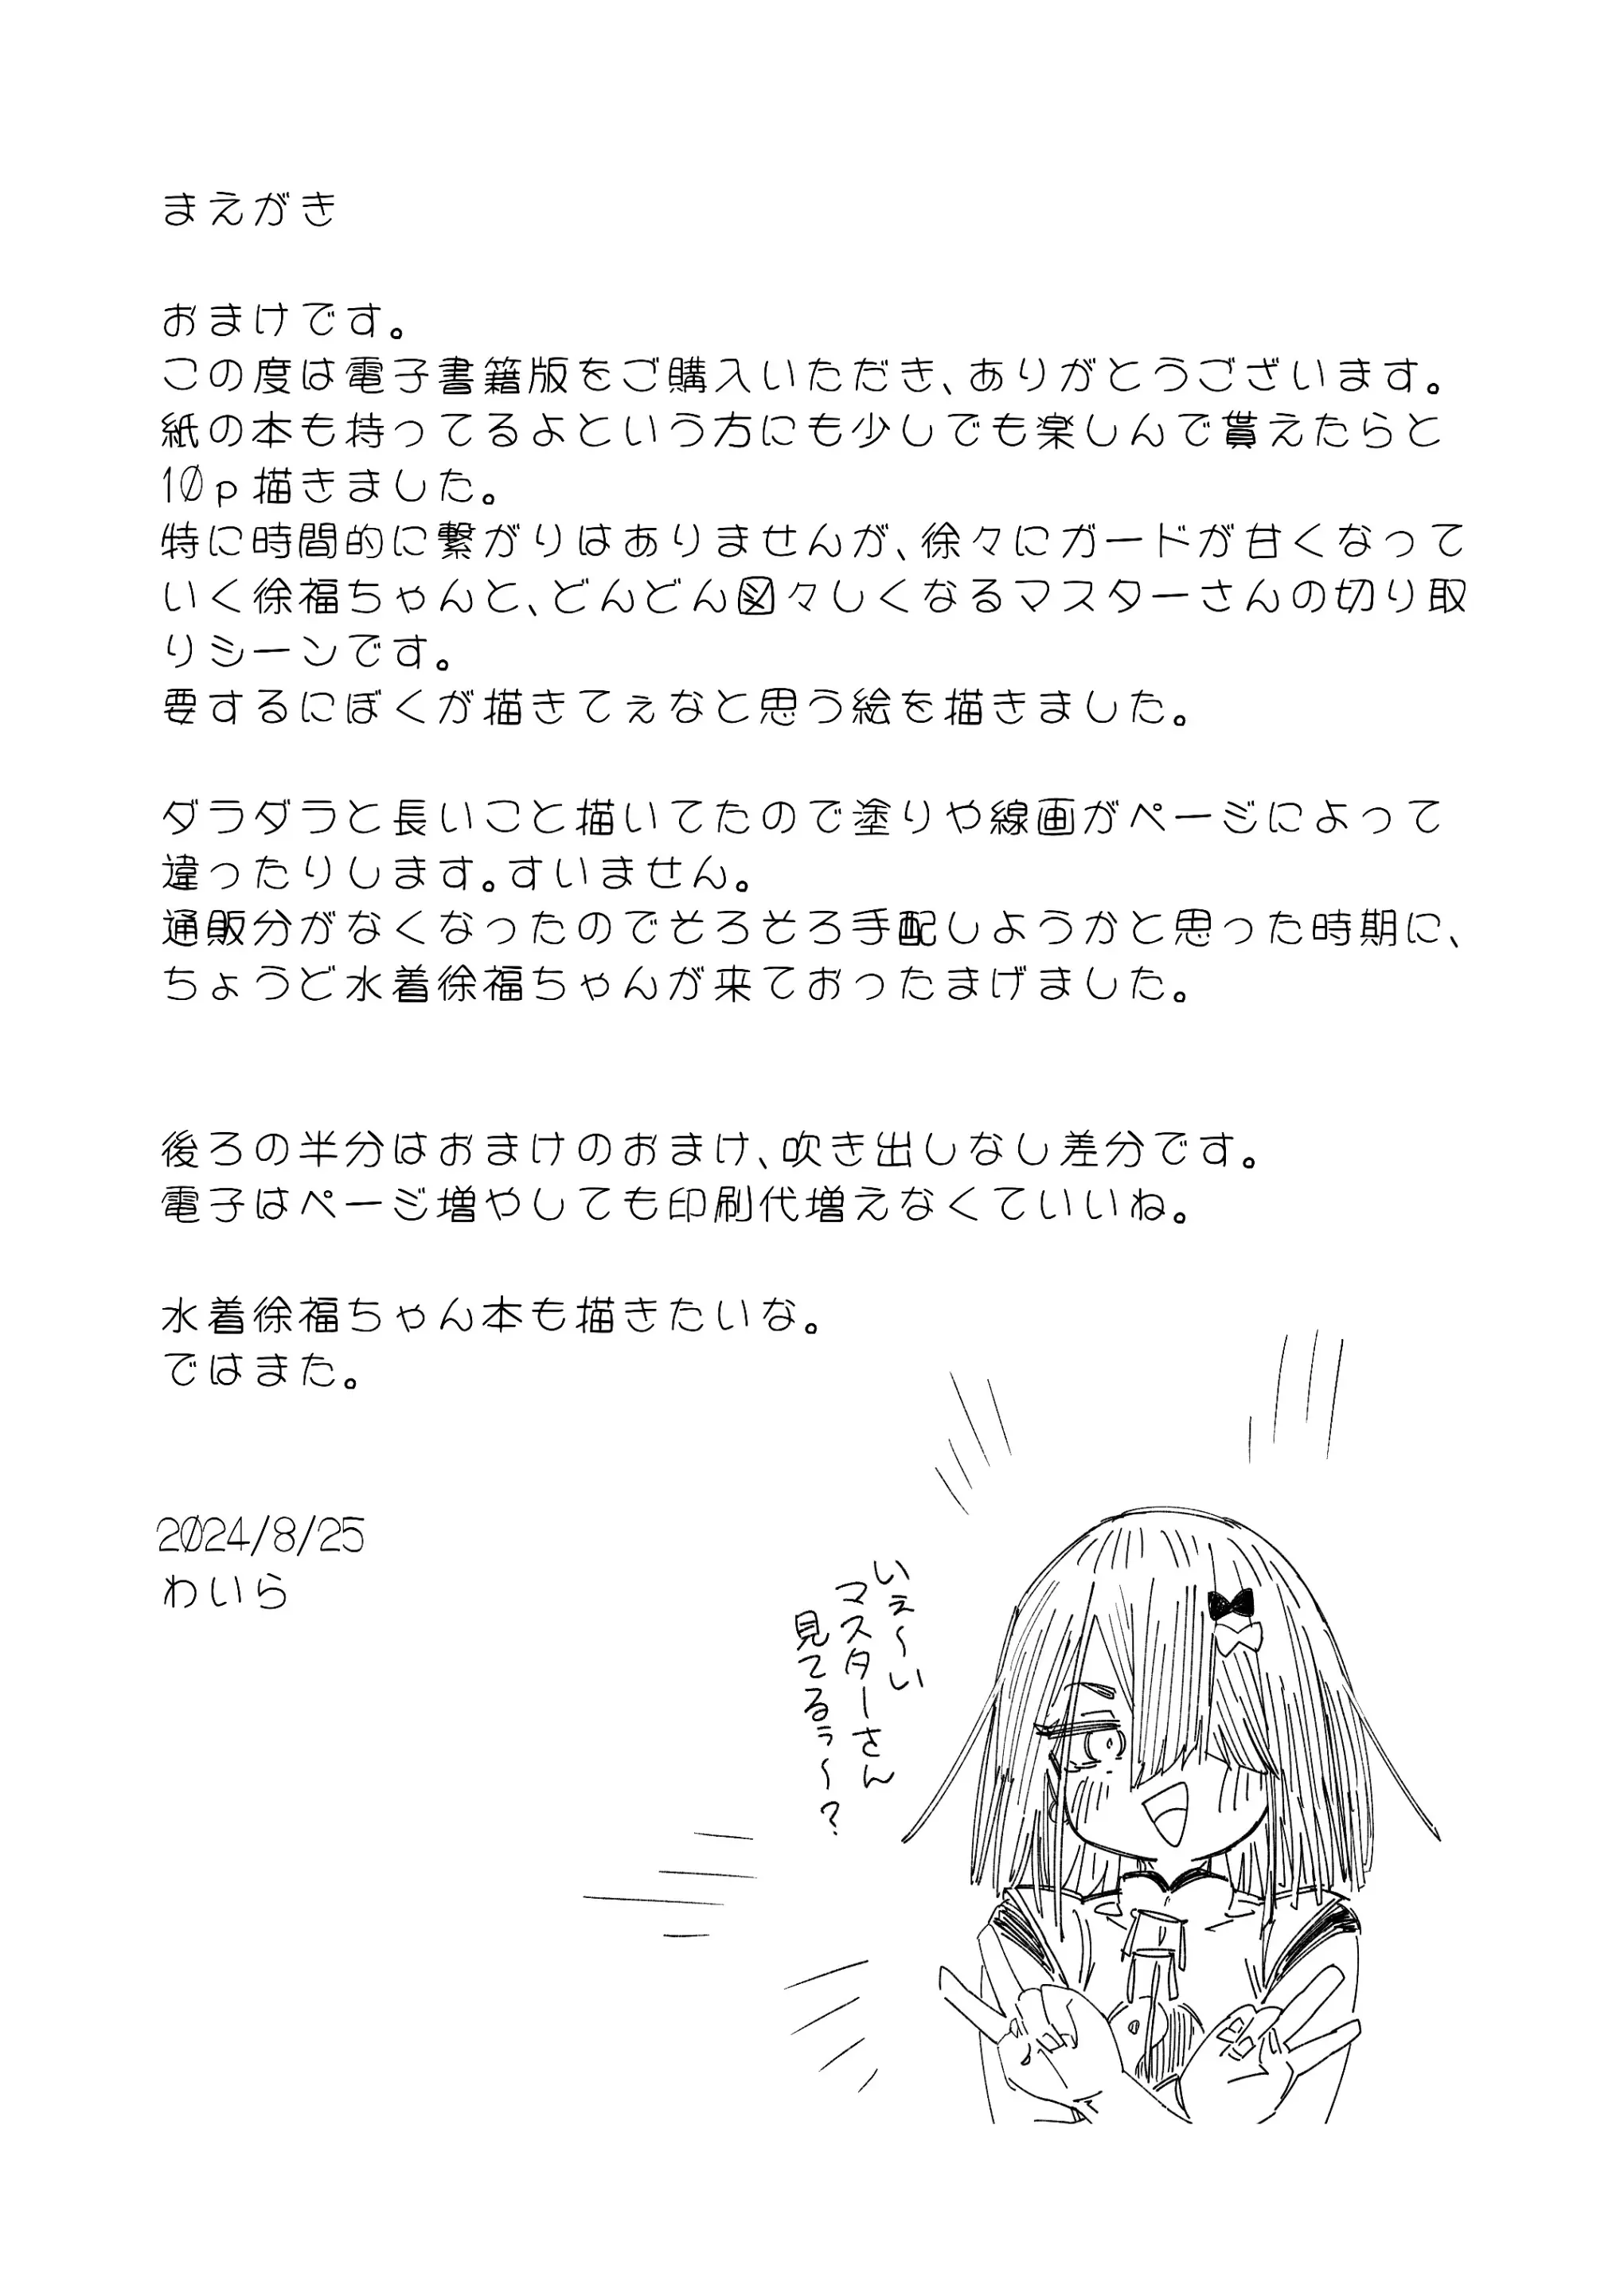 まえがき
おまけです。
この度は電子書籍版をご購入いただき、ありがとうございます。
紙の本も持ってるよという方にも少しでも楽しんで貰えたらと
10p描きました。
特に時間的に繋がりはありませんが、徐々にガードが甘くなって
いく徐福ちゃんと、どんどん図々しくなるマスターさんの切り取
りシーンです。
要するにぼくが描きてぇなと思う絵を描きました。
ダラダラと長いこと描いてたので塗りや線画がページによって
違ったりします。すいません。
通販分がなくなったのでそろそろ手配しようかと思った時期に、
ちょうど水着徐福ちゃんが来ておったまげました。
後ろの半分はおまけのおまけ、吹き出しなし差分です。
電子はページ増やしても印刷代増えなくていいね。
水着徐福ちゃん本も描きたいな。
ではまた。
2024/8/25
わいら
いぇ〜い
マスターさん
見てるぅ〜?